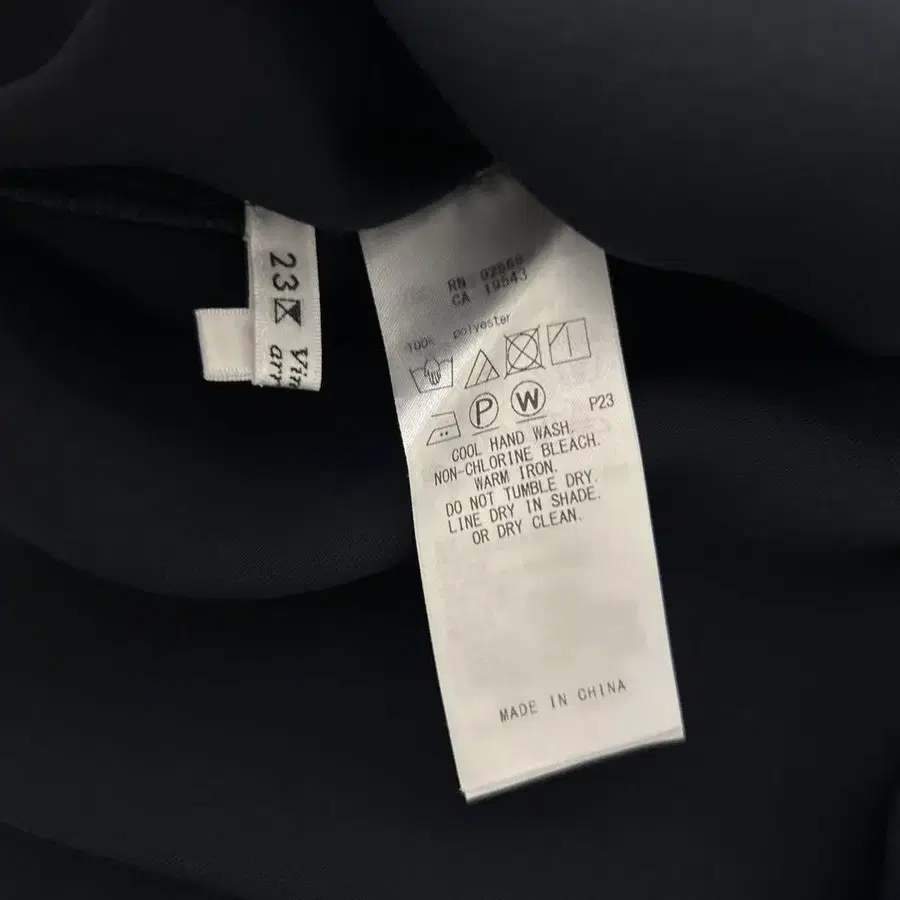 23
RN
CA 19543
100% polyester
P
W
P23
COOL HAND WASH.
NON-CHLORINE BLEACH.
WARM IRON.
DO NOT TUMBLE DRY.
LINE DRY IN SHADE.
OR DRY CLEAN.
MADE IN CHINA